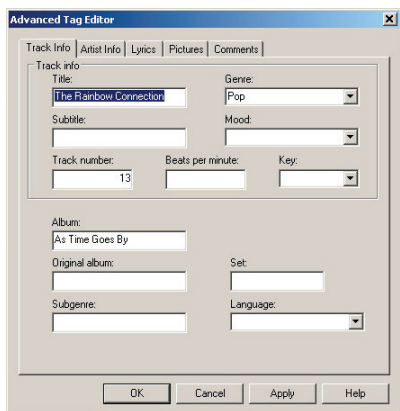 Advanced Tag Editor
Track Info Artist Info Lyrics Pictures Comments
Track info
Title: Genre:
The Rainbow Connection Pop
Subtitle: Mood:
Track number: Beats per minute: Key:
13
Album:
As Time Goes By
Original album: Set:
Subgenre: Language:
OK Cancel Apply Help